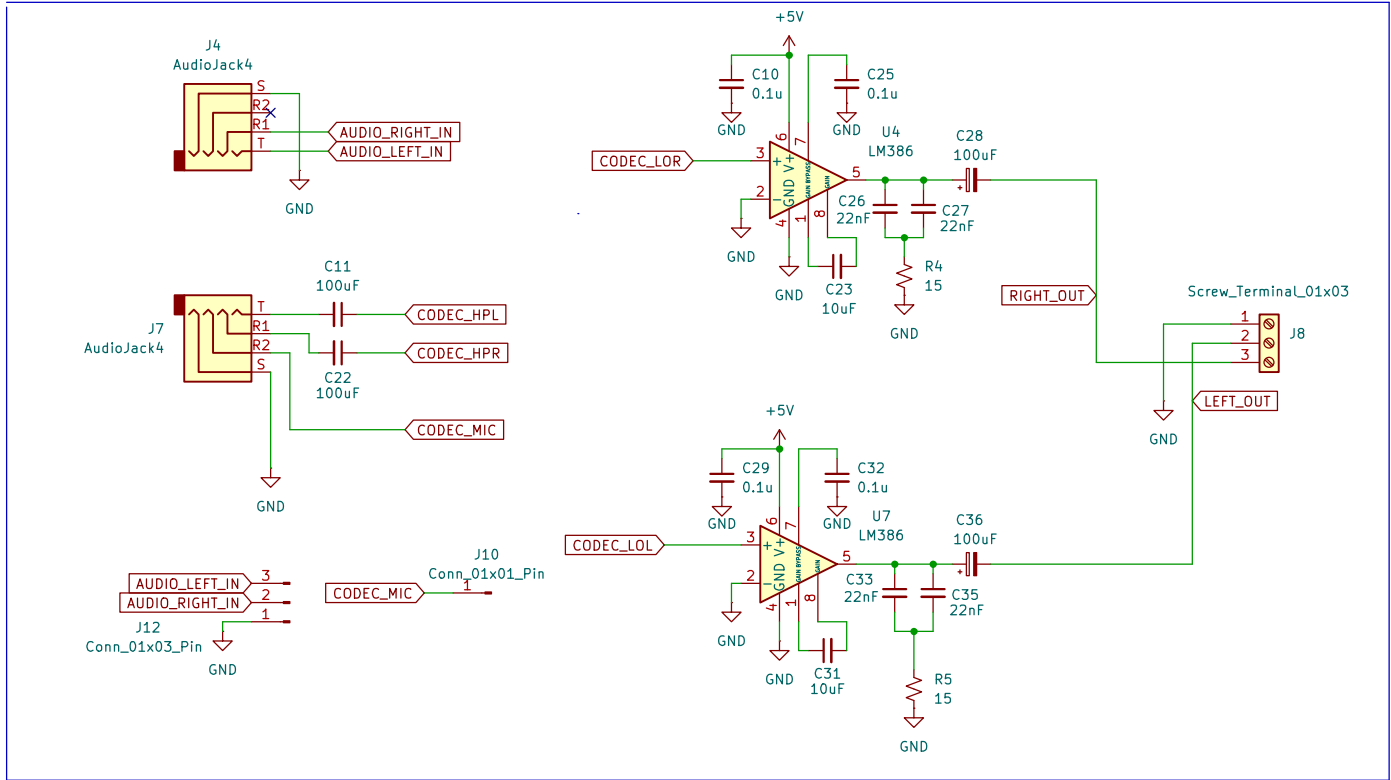 J4
AudioJack4
S
R2
R1
T
AUDIO_RIGHT_IN
AUDIO_LEFT_IN
GND
C11
100uF
J7
AudioJack4
T
R1
R2
S
CODEC_HPL
CODEC_HPR
C22
100uF
CODEC_MIC
GND
AUDIO_LEFT_IN
3
AUDIO_RIGHT_IN
2
1
J12
Conn_01x03_Pin
GND
J10
Conn_01x01_Pin
CODEC_MIC
1
+5V
C10
0.1u
GND
C25
0.1u
GND
U4
LM386
CODEC_LOR
3
2
6
7
5
4
1
8
+
-
V+
GND
GAIN BYPASS
GAIN
GND
GND
C23
10uF
C26
22nF
C27
22nF
C28
100uF
+
R4
15
GND
RIGHT_OUT
Screw_Terminal_01x03
1
2
3
J8
LEFT_OUT
GND
+5V
C29
0.1u
GND
C32
0.1u
GND
U7
LM386
CODEC_LOL
3
2
6
7
5
4
1
8
+
-
V+
GND
GAIN BYPASS
GAIN
GND
GND
C31
10uF
C33
22nF
C35
22nF
C36
100uF
+
R5
15
GND